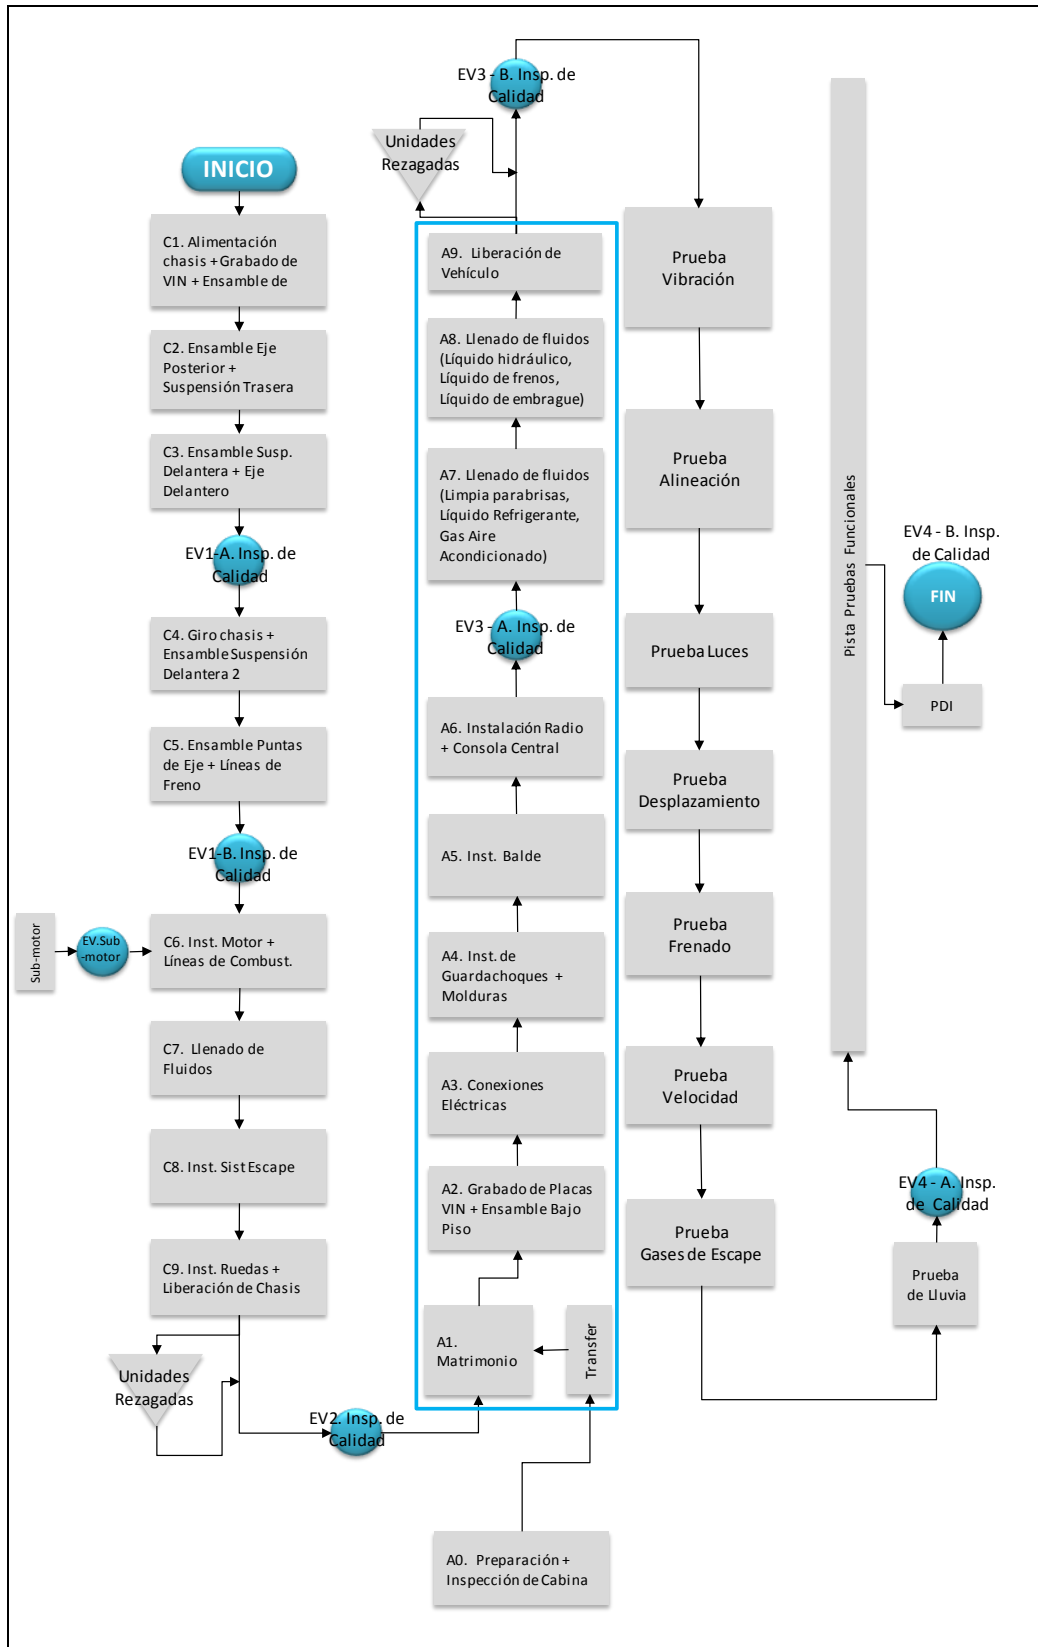 INICIO
C1. Alimentación
chasis + Grabado de
VIN + Ensamble de
C2. Ensamble Eje
Posterior +
Suspensión Trasera
C3. Ensamble Susp.
Delantera + Eje
Delantero
EV1-A. Insp. de
Calidad
C4. Giro chasis +
Ensamble Suspensión
Delantera 2
C5. Ensamble Puntas
de Eje + Líneas de
Freno
EV1-B. Insp. de
Calidad
Sub-motor
EV.Sub
-motor
C6. Inst. Motor +
Líneas de Combust.
C7. Llenado de
Fluidos
C8. Inst. Sist Escape
C9. Inst. Ruedas +
Liberación de Chasis
Unidades
Rezagadas
EV2. Insp. de
Calidad
EV3 - B. Insp. de
Calidad
Unidades
Rezagadas
A9. Liberación de
Vehículo
A8. Llenado de fluidos
(Líquido hidráulico,
Líquido de frenos,
Líquido de embrague)
A7. Llenado de fluidos
(Limpia parabrisas,
Líquido Refrigerante,
Gas Aire
Acondicionado)
EV3 - A. Insp. de
Calidad
A6. Instalación Radio
+ Consola Central
A5. Inst. Balde
A4. Inst. de
Guardachoques +
Molduras
A3. Conexiones
Eléctricas
A2. Grabado de Placas
VIN + Ensamble Bajo
Piso
A1.
Matrimonio
Transfer
A0. Preparación +
Inspección de Cabina
Prueba
Vibración
Prueba
Alineación
Prueba Luces
Prueba
Desplazamiento
Prueba
Frenado
Prueba
Velocidad
Prueba
Gases de Escape
Pista Pruebas Funcionales
EV4 - B. Insp.
de Calidad
FIN
PDI
EV4 - A. Insp.
de Calidad
Prueba
de Lluvia